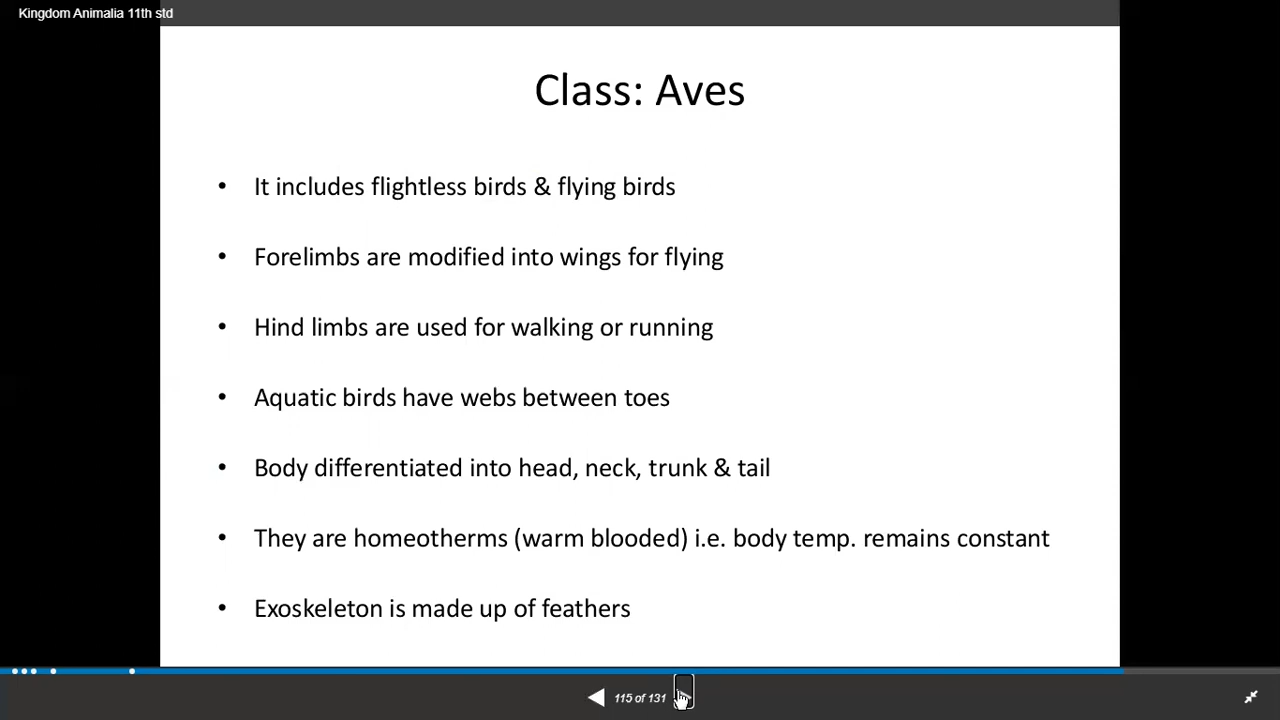 Kingdom Animalia 11th std
Class: Aves
• It includes flightless birds & flying birds
• Forelimbs are modified into wings for flying
• Hind limbs are used for walking or running
• Aquatic birds have webs between toes
• Body differentiated into head, neck, trunk & tail
• They are homeotherms (warm blooded) i.e. body temp. remains constant
• Exoskeleton is made up of feathers
115 of 131